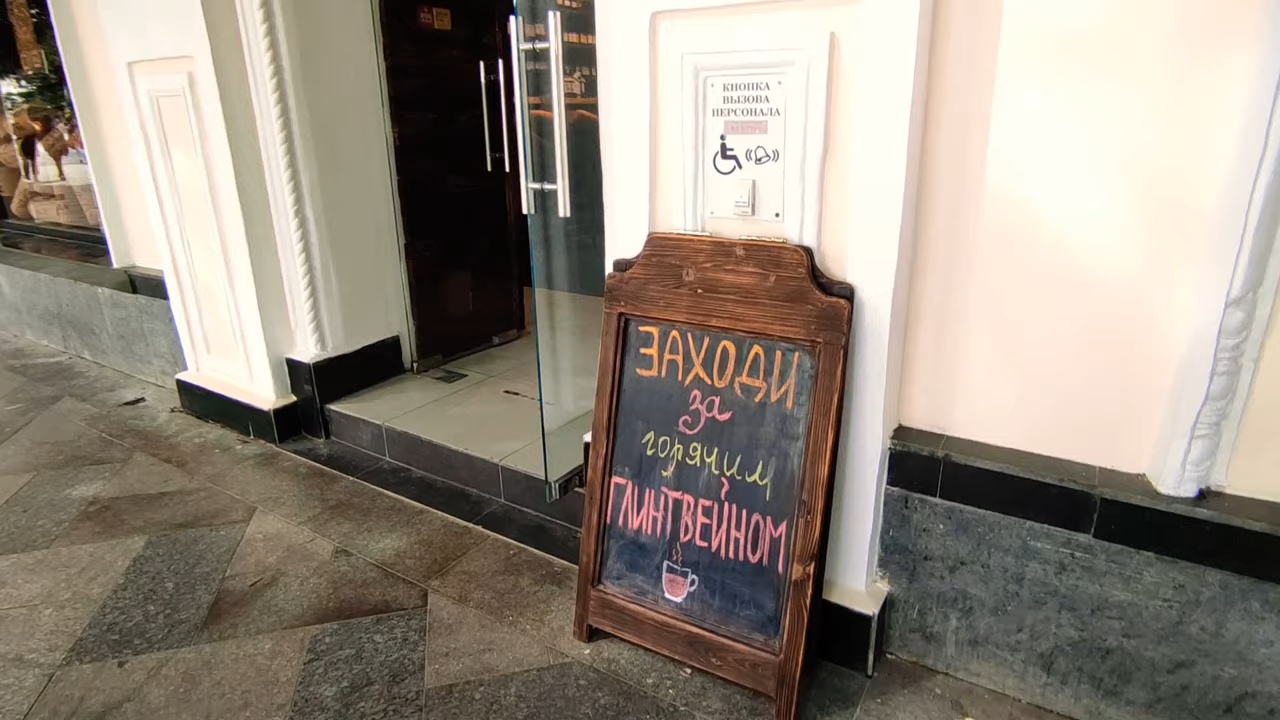 КНОПКА
ВЫЗОВА
ПЕРСОНАЛА
ЗАХОДИ
за
горячим
ГЛИНТВЕЙНОМ